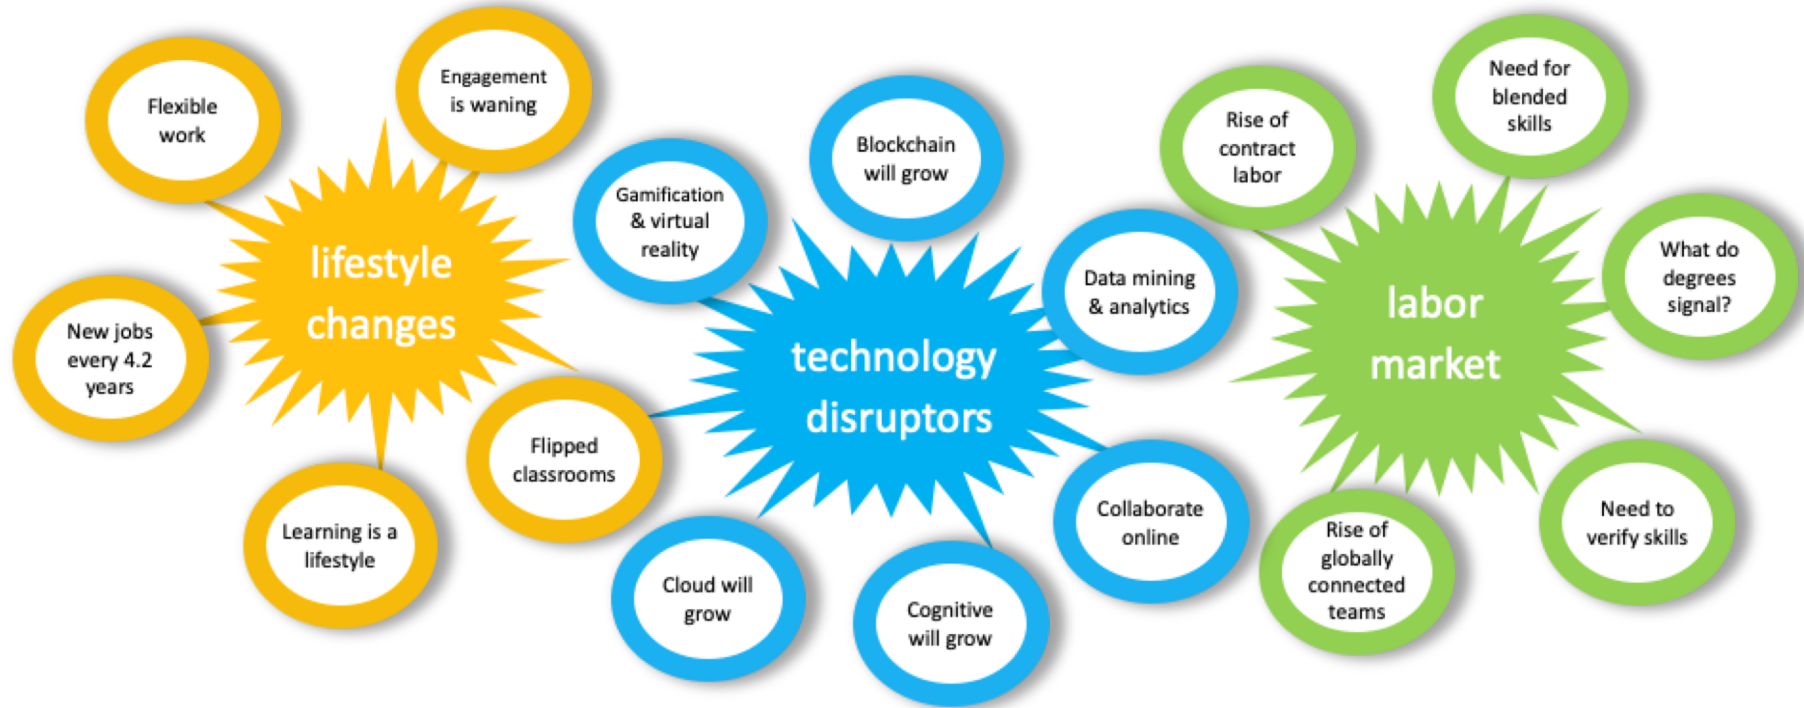 Flexible
work
Engagement
is waning
lifestyle
changes
New jobs
every 4.2
years
Learning is a
lifestyle
Flipped
classrooms
Gamification
& virtual
reality
Blockchain
will grow
Data mining
& analytics
technology
disruptors
Collaborate
online
Cloud will
grow
Cognitive
will grow
Rise of
contract
labor
Need for
blended
skills
What do
degrees
signal?
labor
market
Need to
verify skills
Rise of
globally
connected
teams